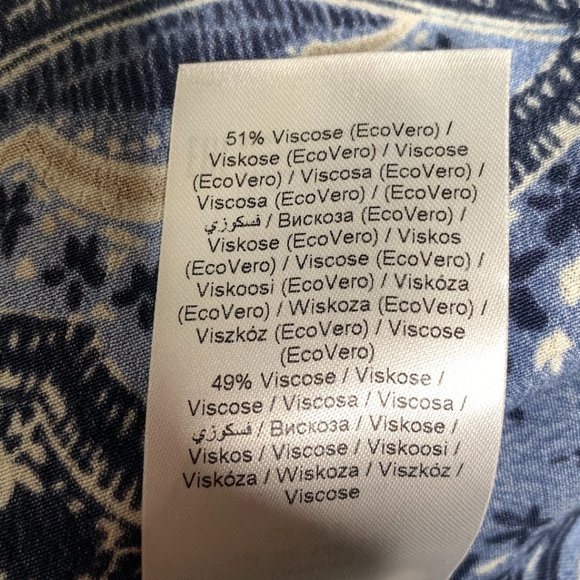 51% Viscose (EcoVero) /
Viskose (EcoVero) / Viscose
(EcoVero) / Viscosa (EcoVero) /
Viscosa (EcoVero) / (EcoVero)
فسكوزي / Вискоза (EcoVero) /
Viskose (EcoVero) / Viskos
(EcoVero) / Viscose (EcoVero) /
Viskoosi (EcoVero) / Viskóza
(EcoVero) / Wiskoza (EcoVero) /
Viszkóz (EcoVero) / Viscose
(EcoVero)
49% Viscose / Viskose /
Viscose / Viscosa / Viscosa /
فسكوزي / Вискоза / Viskose /
Viskos / Viscose / Viskoosi /
Viskóza / Wiskoza / Viszkóz /
Viscose